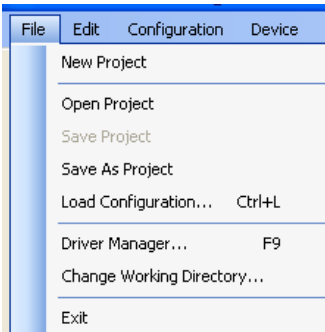 File Edit Configuration Device
New Project
Open Project
Save Project
Save As Project
Load Configuration... Ctrl+L
Driver Manager... F9
Change Working Directory...
Exit